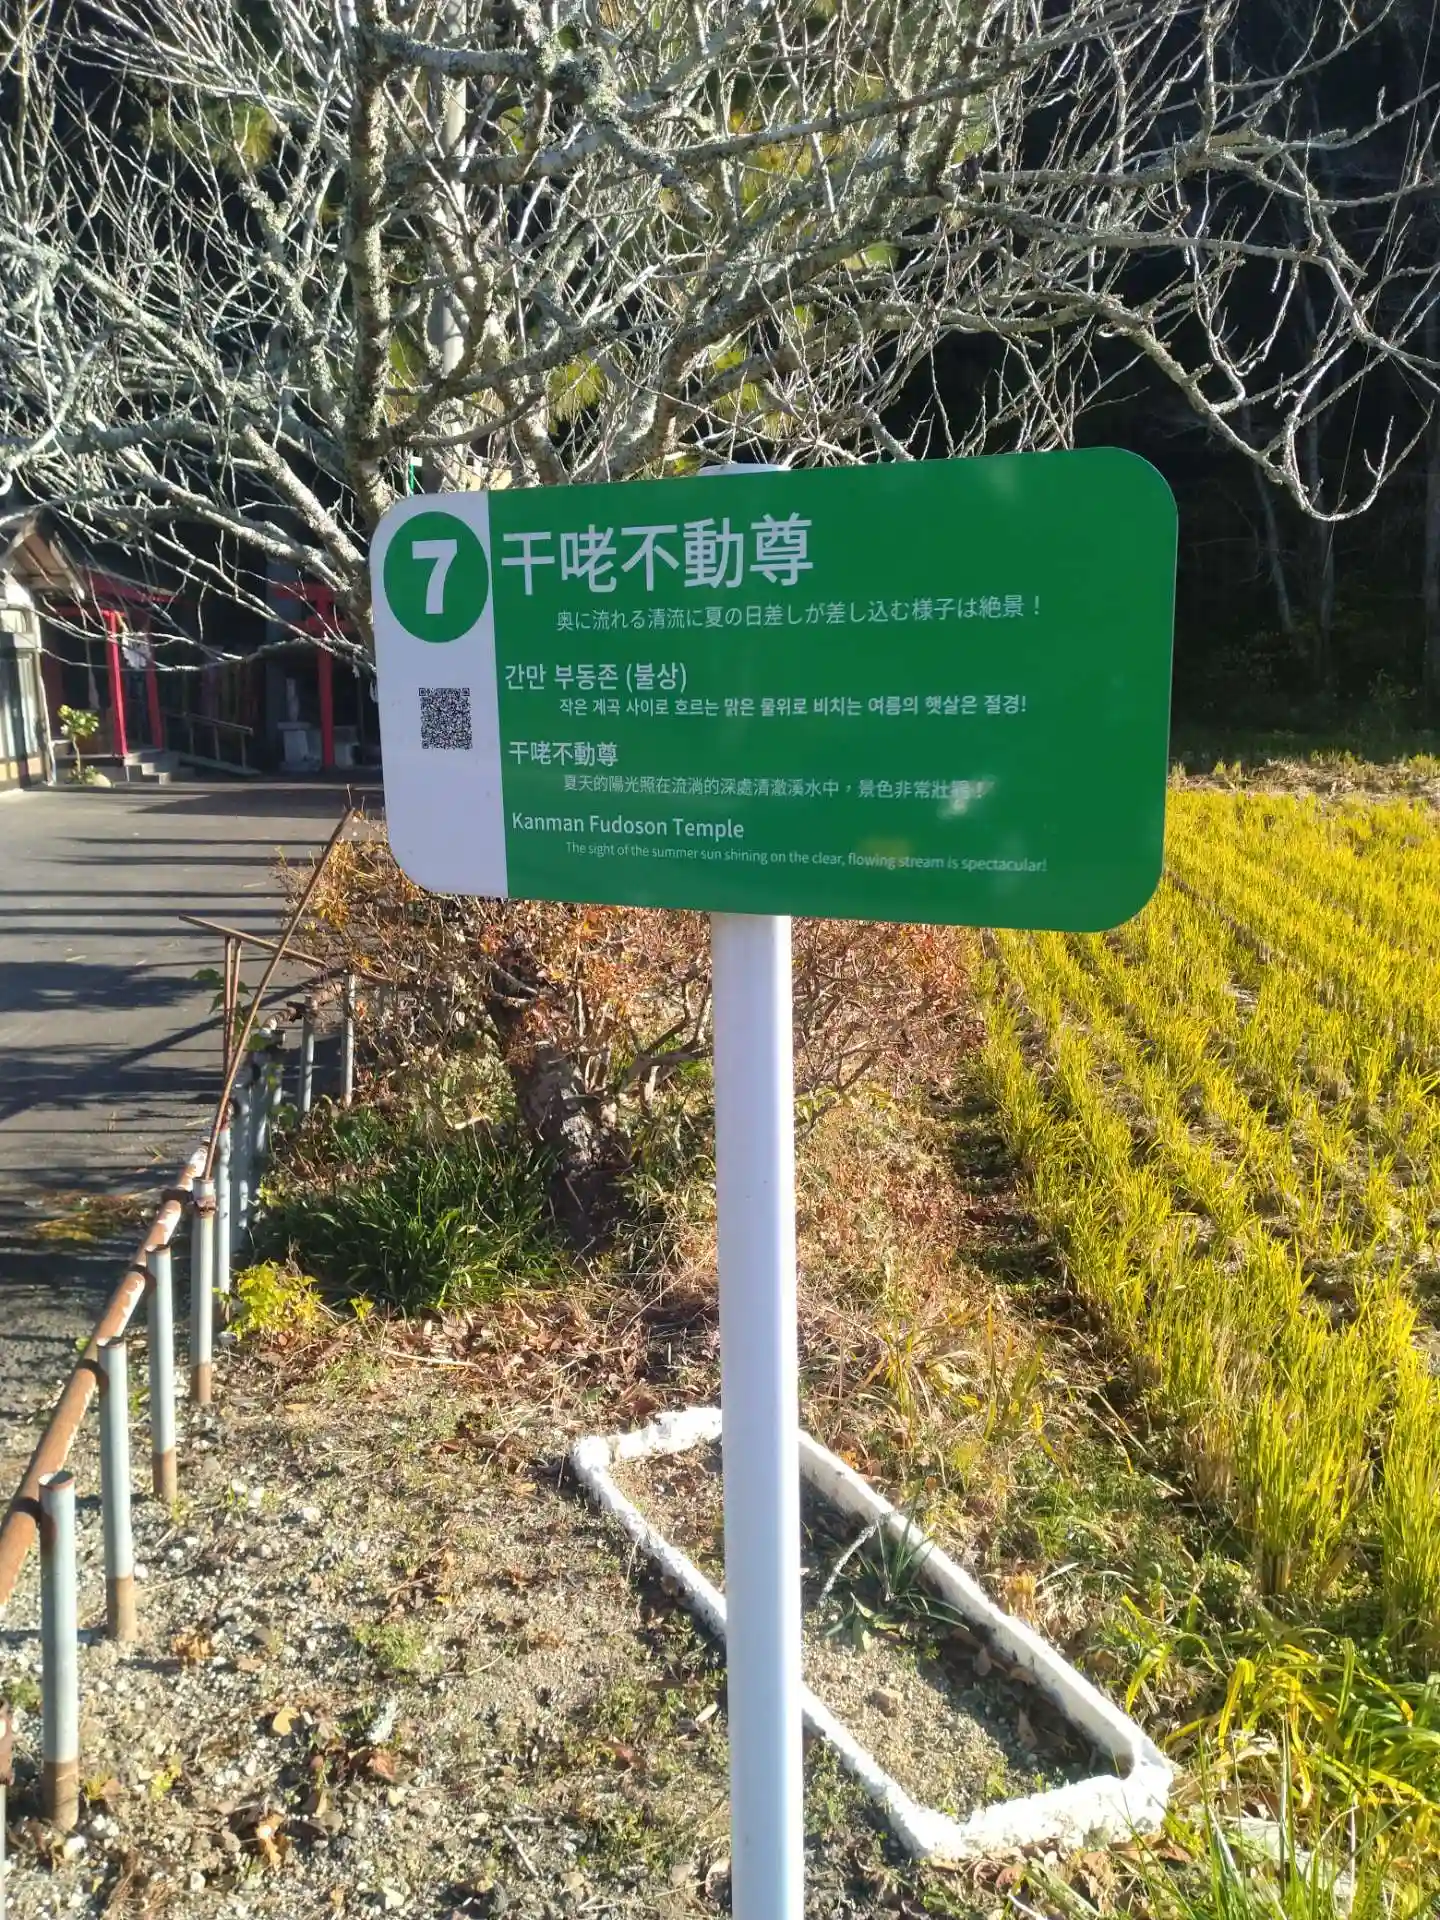 7
干咾不動尊
奥に流れる清流に夏の日差しが差し込む様子は絶景！
간만 부동존 (불상)
작은 계곡 사이로 흐르는 맑은 물위로 비치는 여름의 햇살은 절경!
干咾不動尊
夏天的陽光照在流淌的深處清澈溪水中，景色非常壯麗！
Kanman Fudoson Temple
The sight of the summer sun shining on the clear, flowing stream is spectacular!